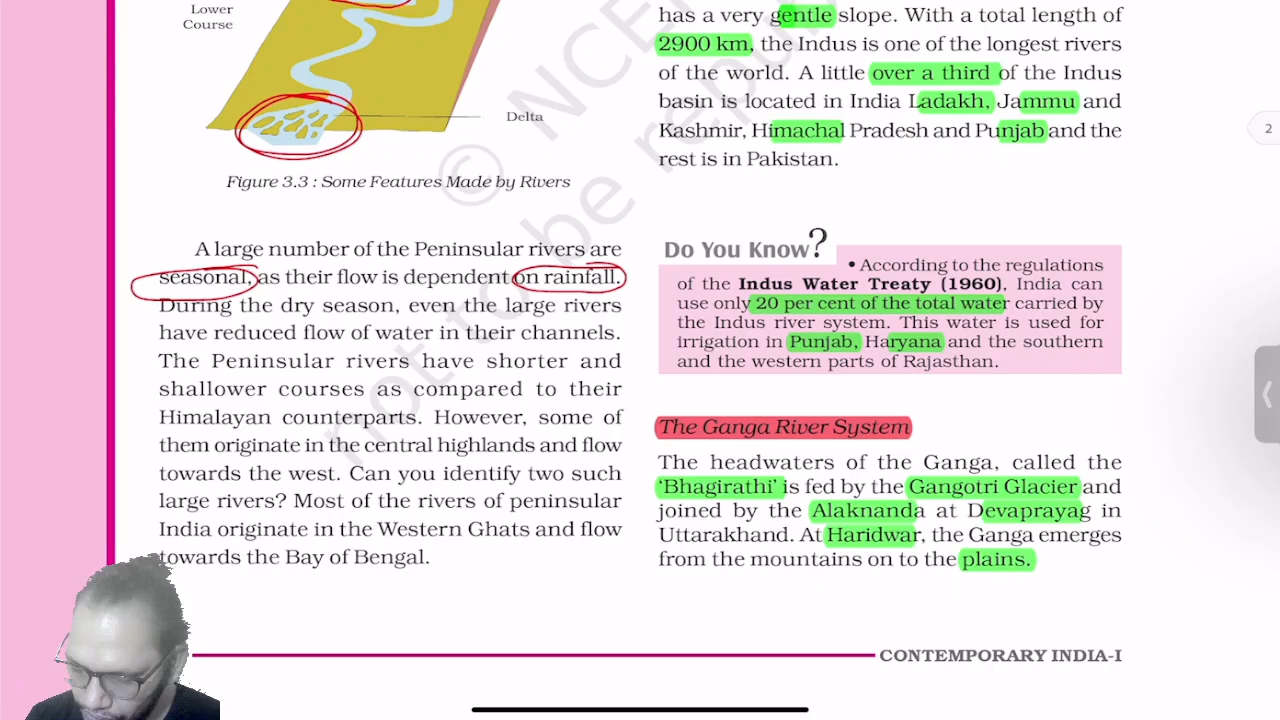 Lower
Course
Delta
Figure 3.3 : Some Features Made by Rivers
A large number of the Peninsular rivers are
seasonal, as their flow is dependent on rainfall.
During the dry season, even the large rivers
have reduced flow of water in their channels.
The Peninsular rivers have shorter and
shallower courses as compared to their
Himalayan counterparts. However, some of
them originate in the central highlands and flow
towards the west. Can you identify two such
large rivers? Most of the rivers of peninsular
India originate in the Western Ghats and flow
towards the Bay of Bengal.
has a very gentle slope. With a total length of
2900 km, the Indus is one of the longest rivers
of the world. A little over a third of the Indus
basin is located in India Ladakh, Jammu and
Kashmir, Himachal Pradesh and Punjab and the
rest is in Pakistan.
Do You Know?
• According to the regulations
of the Indus Water Treaty (1960), India can
use only 20 per cent of the total water carried by
the Indus river system. This water is used for
irrigation in Punjab, Haryana and the southern
and the western parts of Rajasthan.
The Ganga River System
The headwaters of the Ganga, called the
‘Bhagirathi’ is fed by the Gangotri Glacier and
joined by the Alaknanda at Devaprayag in
Uttarakhand. At Haridwar, the Ganga emerges
from the mountains on to the plains.
CONTEMPORARY INDIA-I
2
© NCE
not to be repu